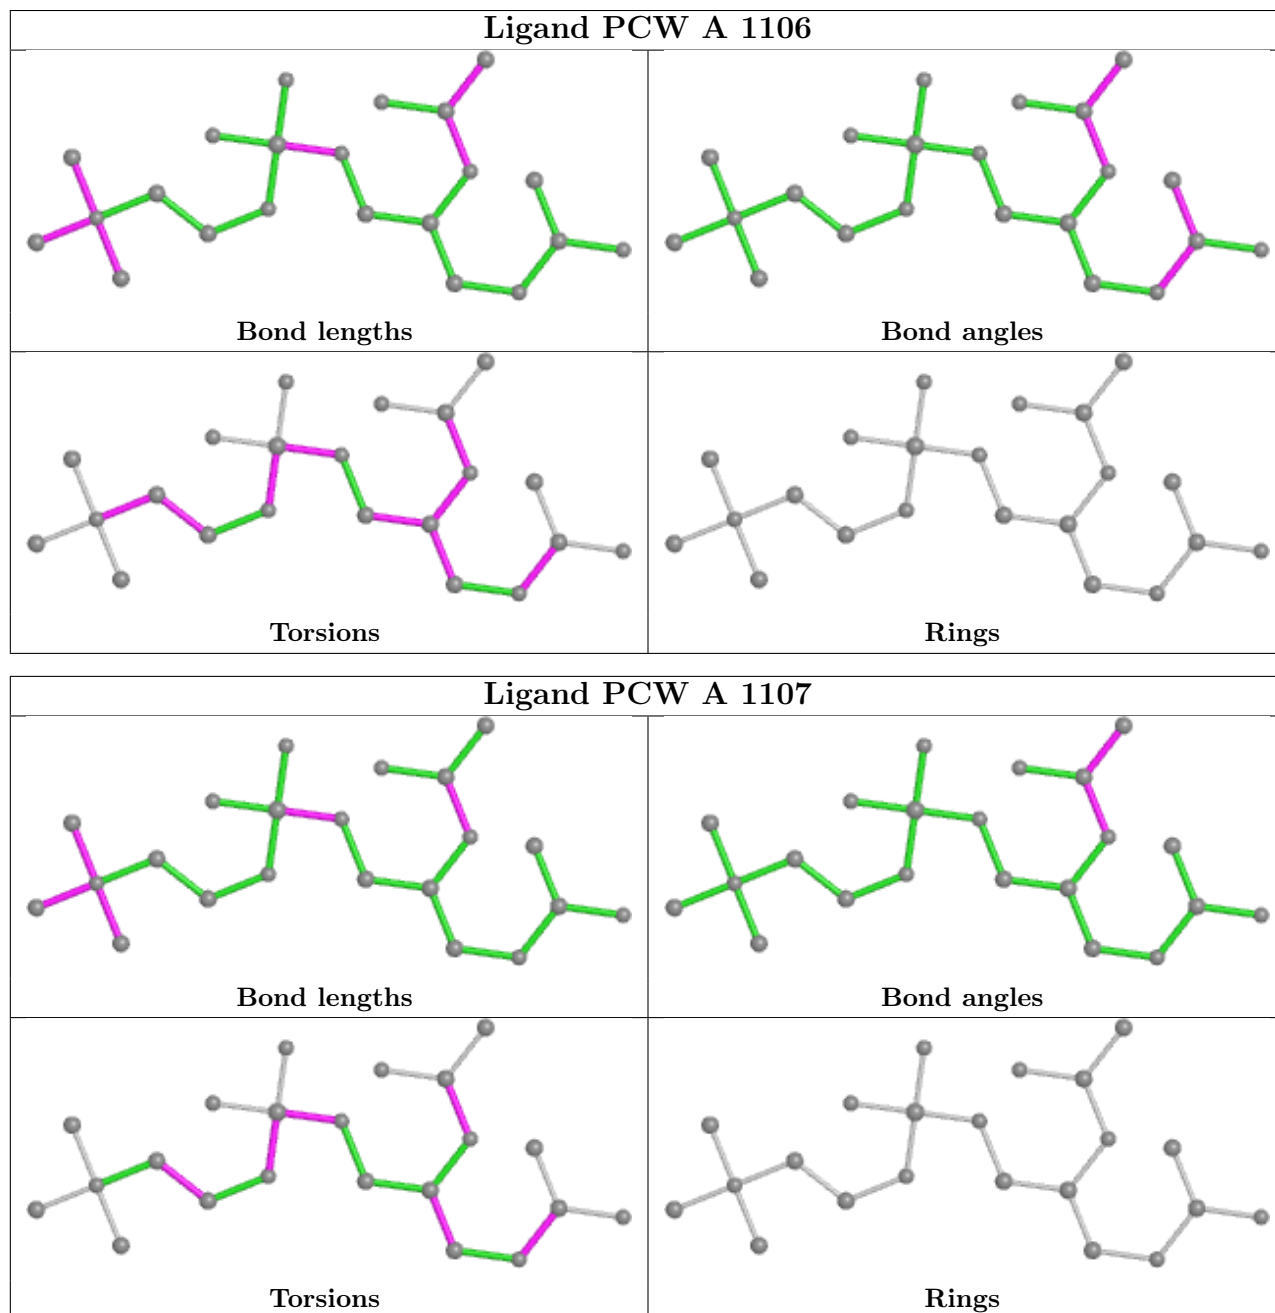 Ligand PCW A 1106
Bond lengths
Bond angles
Torsions
Rings
Ligand PCW A 1107
Bond lengths
Bond angles
Torsions
Rings